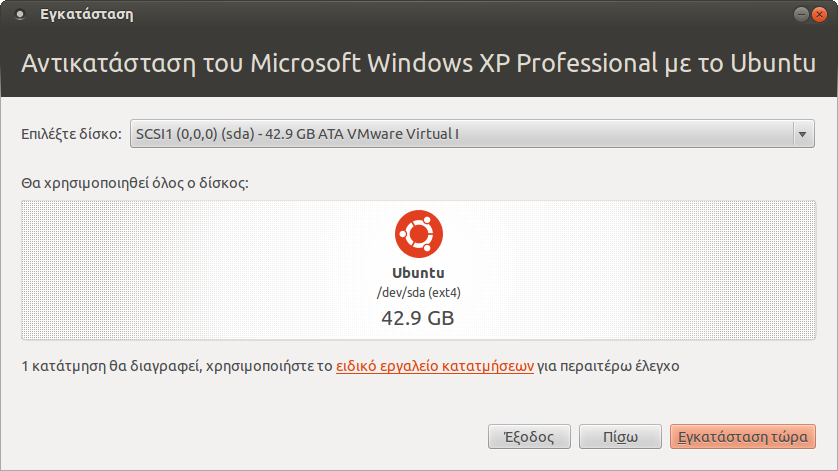 Εγκατάσταση
Αντικατάσταση του Microsoft Windows XP Professional με το Ubuntu
Επιλέξτε δίσκο: SCSI1 (0,0,0) (sda) - 42.9 GB ATA VMware Virtual I
Θα χρησιμοποιηθεί όλος ο δίσκος:
Ubuntu
/dev/sda (ext4)
42.9 GB
1 κατάτμηση θα διαγραφεί, χρησιμοποιήστε το ειδικό εργαλείο κατατμήσεων για περαιτέρω έλεγχο
Έξοδος Πίσω Εγκατάσταση τώρα